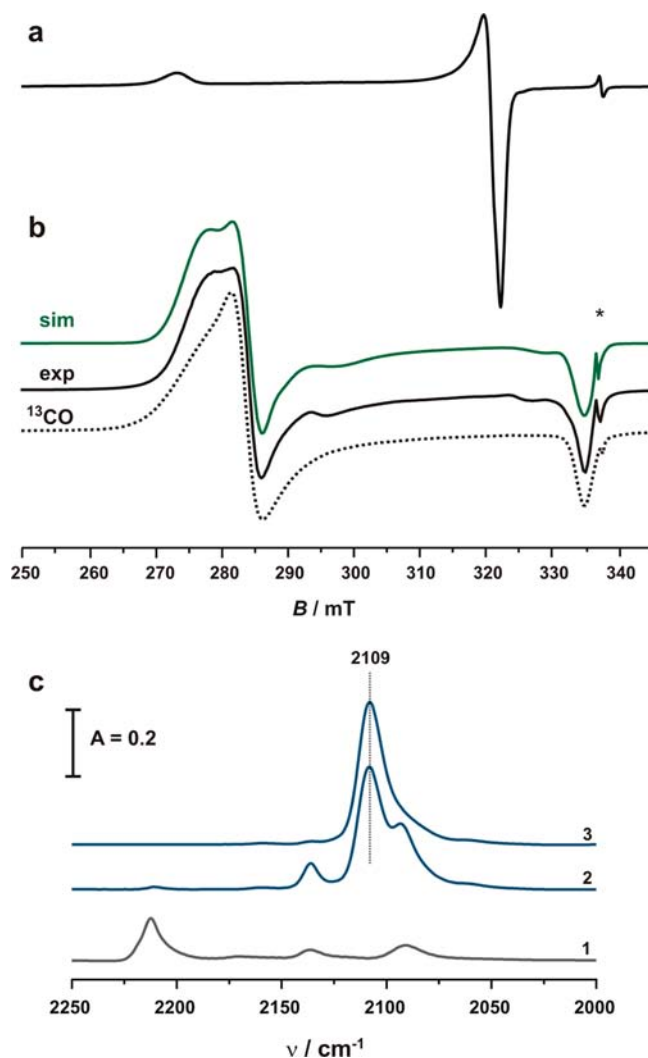 a
b
sim
*
exp
¹³CO
250 260 270 280 290 300 310 320 330 340
B / mT
c
2109
A = 0.2
3
2
1
2250 2200 2150 2100 2050 2000
ν / cm⁻¹